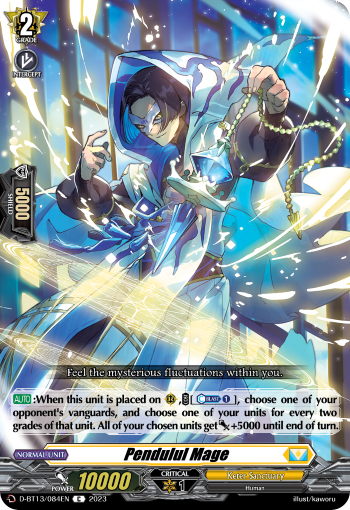 2
GRADE
INTERCEPT
5000
SHIELD
Feel the mysterious fluctuations within you.
AUTO :When this unit is placed on R, [C BLAST 1], choose one of your
opponent's vanguards, and choose one of your units for every two
grades of that unit. All of your chosen units get +5000 until end of turn.
NORMAL UNIT
Pendulul Mage
POWER 10000
CRITICAL
1
Keter Sanctuary
Human
D-BT13/084EN C 2023
illust/kaworu